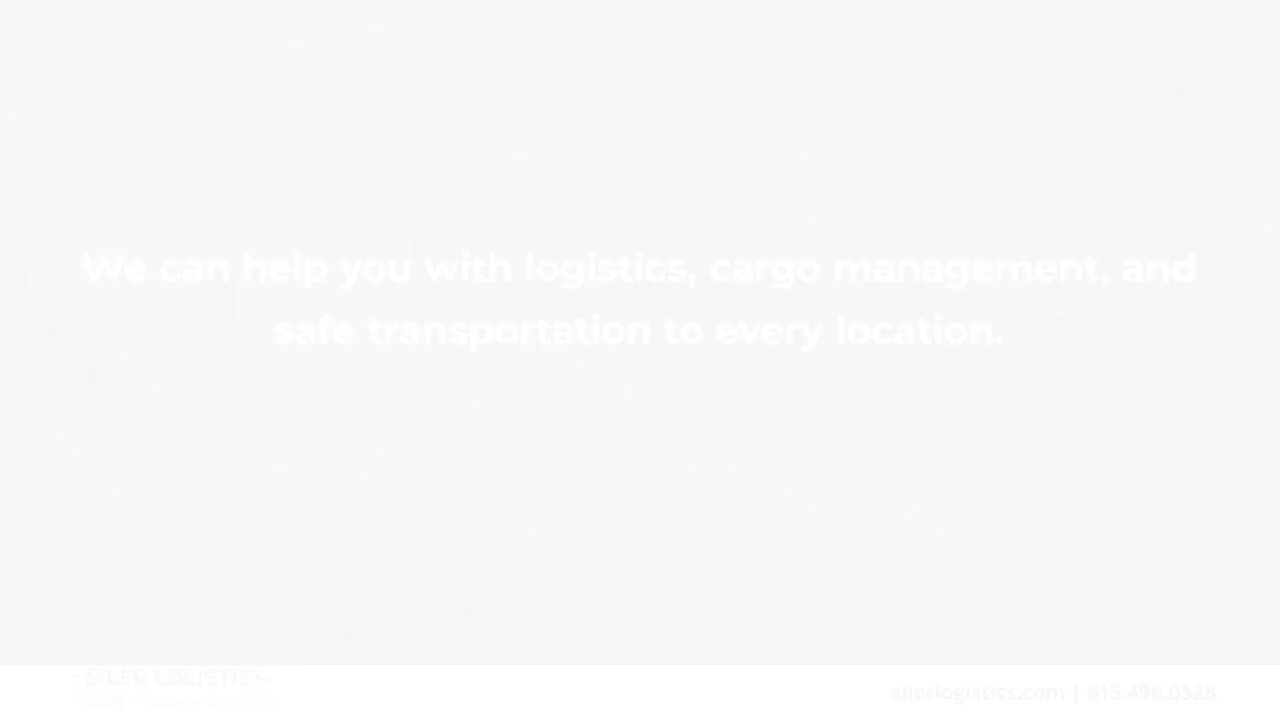 We can help you with logistics, cargo management, and
safe transportation to every location.
SILER LOGISTICS
silerlogistics.com | 615.496.0528